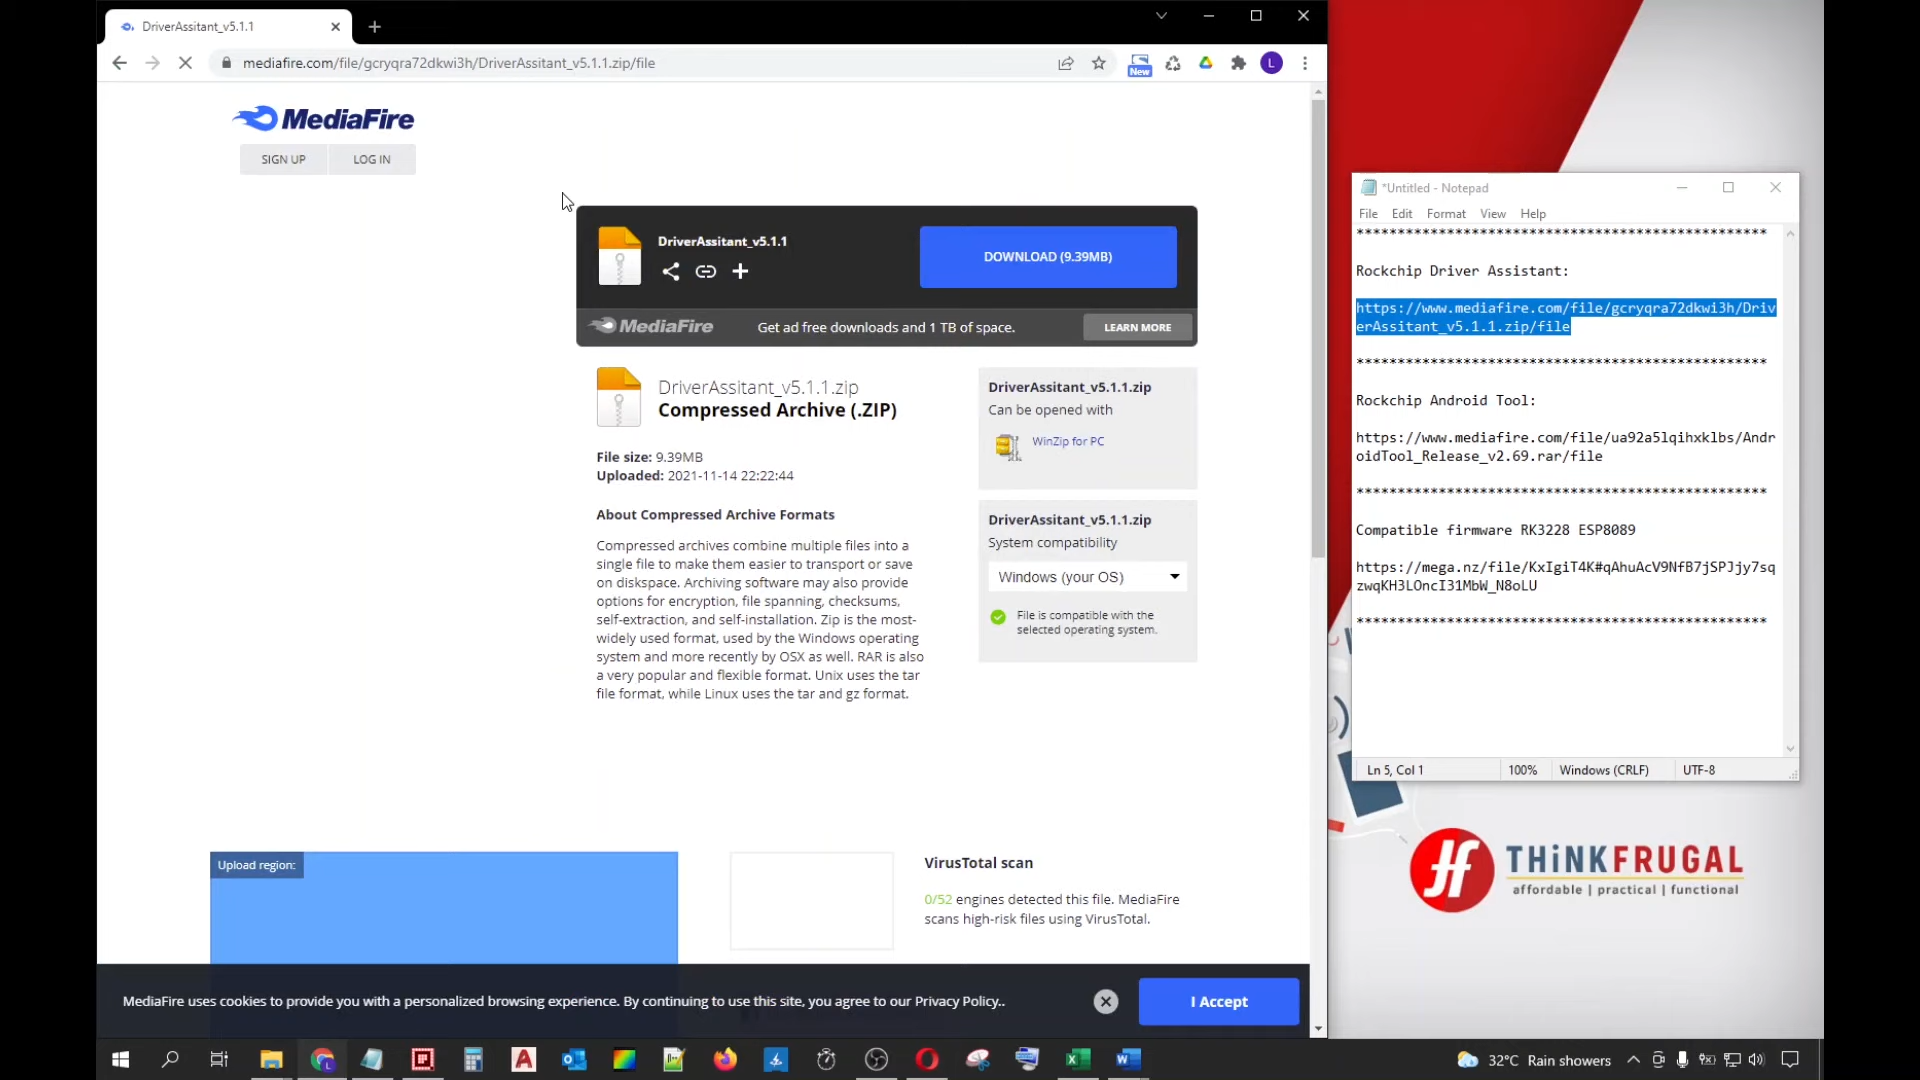 DriverAssitant_v5.1.1
mediafire.com/file/gcryqra72dkwi3h/DriverAssitant_v5.1.1.zip/file
New
L
MediaFire
SIGN UP
LOG IN
DriverAssitant_v5.1.1
DOWNLOAD (9.39MB)
MediaFire
Get ad free downloads and 1 TB of space.
LEARN MORE
DriverAssitant_v5.1.1.zip
Compressed Archive (.ZIP)
File size: 9.39MB
Uploaded: 2021-11-14 22:22:44
About Compressed Archive Formats
Compressed archives combine multiple files into a
single file to make them easier to transport or save
on diskspace. Archiving software may also provide
options for encryption, file spanning, checksums,
self-extraction, and self-installation. Zip is the most-
widely used format, used by the Windows operating
system and more recently by OSX as well. RAR is also
a very popular and flexible format. Unix uses the tar
file format, while Linux uses the tar and gz format.
DriverAssitant_v5.1.1.zip
Can be opened with
WinZip for PC
DriverAssitant_v5.1.1.zip
System compatibility
Windows (your OS)
File is compatible with the
selected operating system.
Upload region:
VirusTotal scan
0/52 engines detected this file. MediaFire
scans high-risk files using VirusTotal.
MediaFire uses cookies to provide you with a personalized browsing experience. By continuing to use this site, you agree to our Privacy Policy..
I Accept
*Untitled - Notepad
File Edit Format View Help
**************************************************
Rockchip Driver Assistant:
https://www.mediafire.com/file/gcryqra72dkwi3h/Driv
erAssitant_v5.1.1.zip/file
**************************************************
Rockchip Android Tool:
https://www.mediafire.com/file/ua92a5lqihxklbs/Andr
oidTool_Release_v2.69.rar/file
**************************************************
Compatible firmware RK3228 ESP8089
https://mega.nz/file/KxIgiT4K#qAhuAcV9NfB7jSPJjy7sq
zwqKH3LOncI31MbW_N8oLU
**************************************************
Ln 5, Col 1
100%
Windows (CRLF)
UTF-8
THiNKFRUGAL
affordable | practical | functional
32°C Rain showers